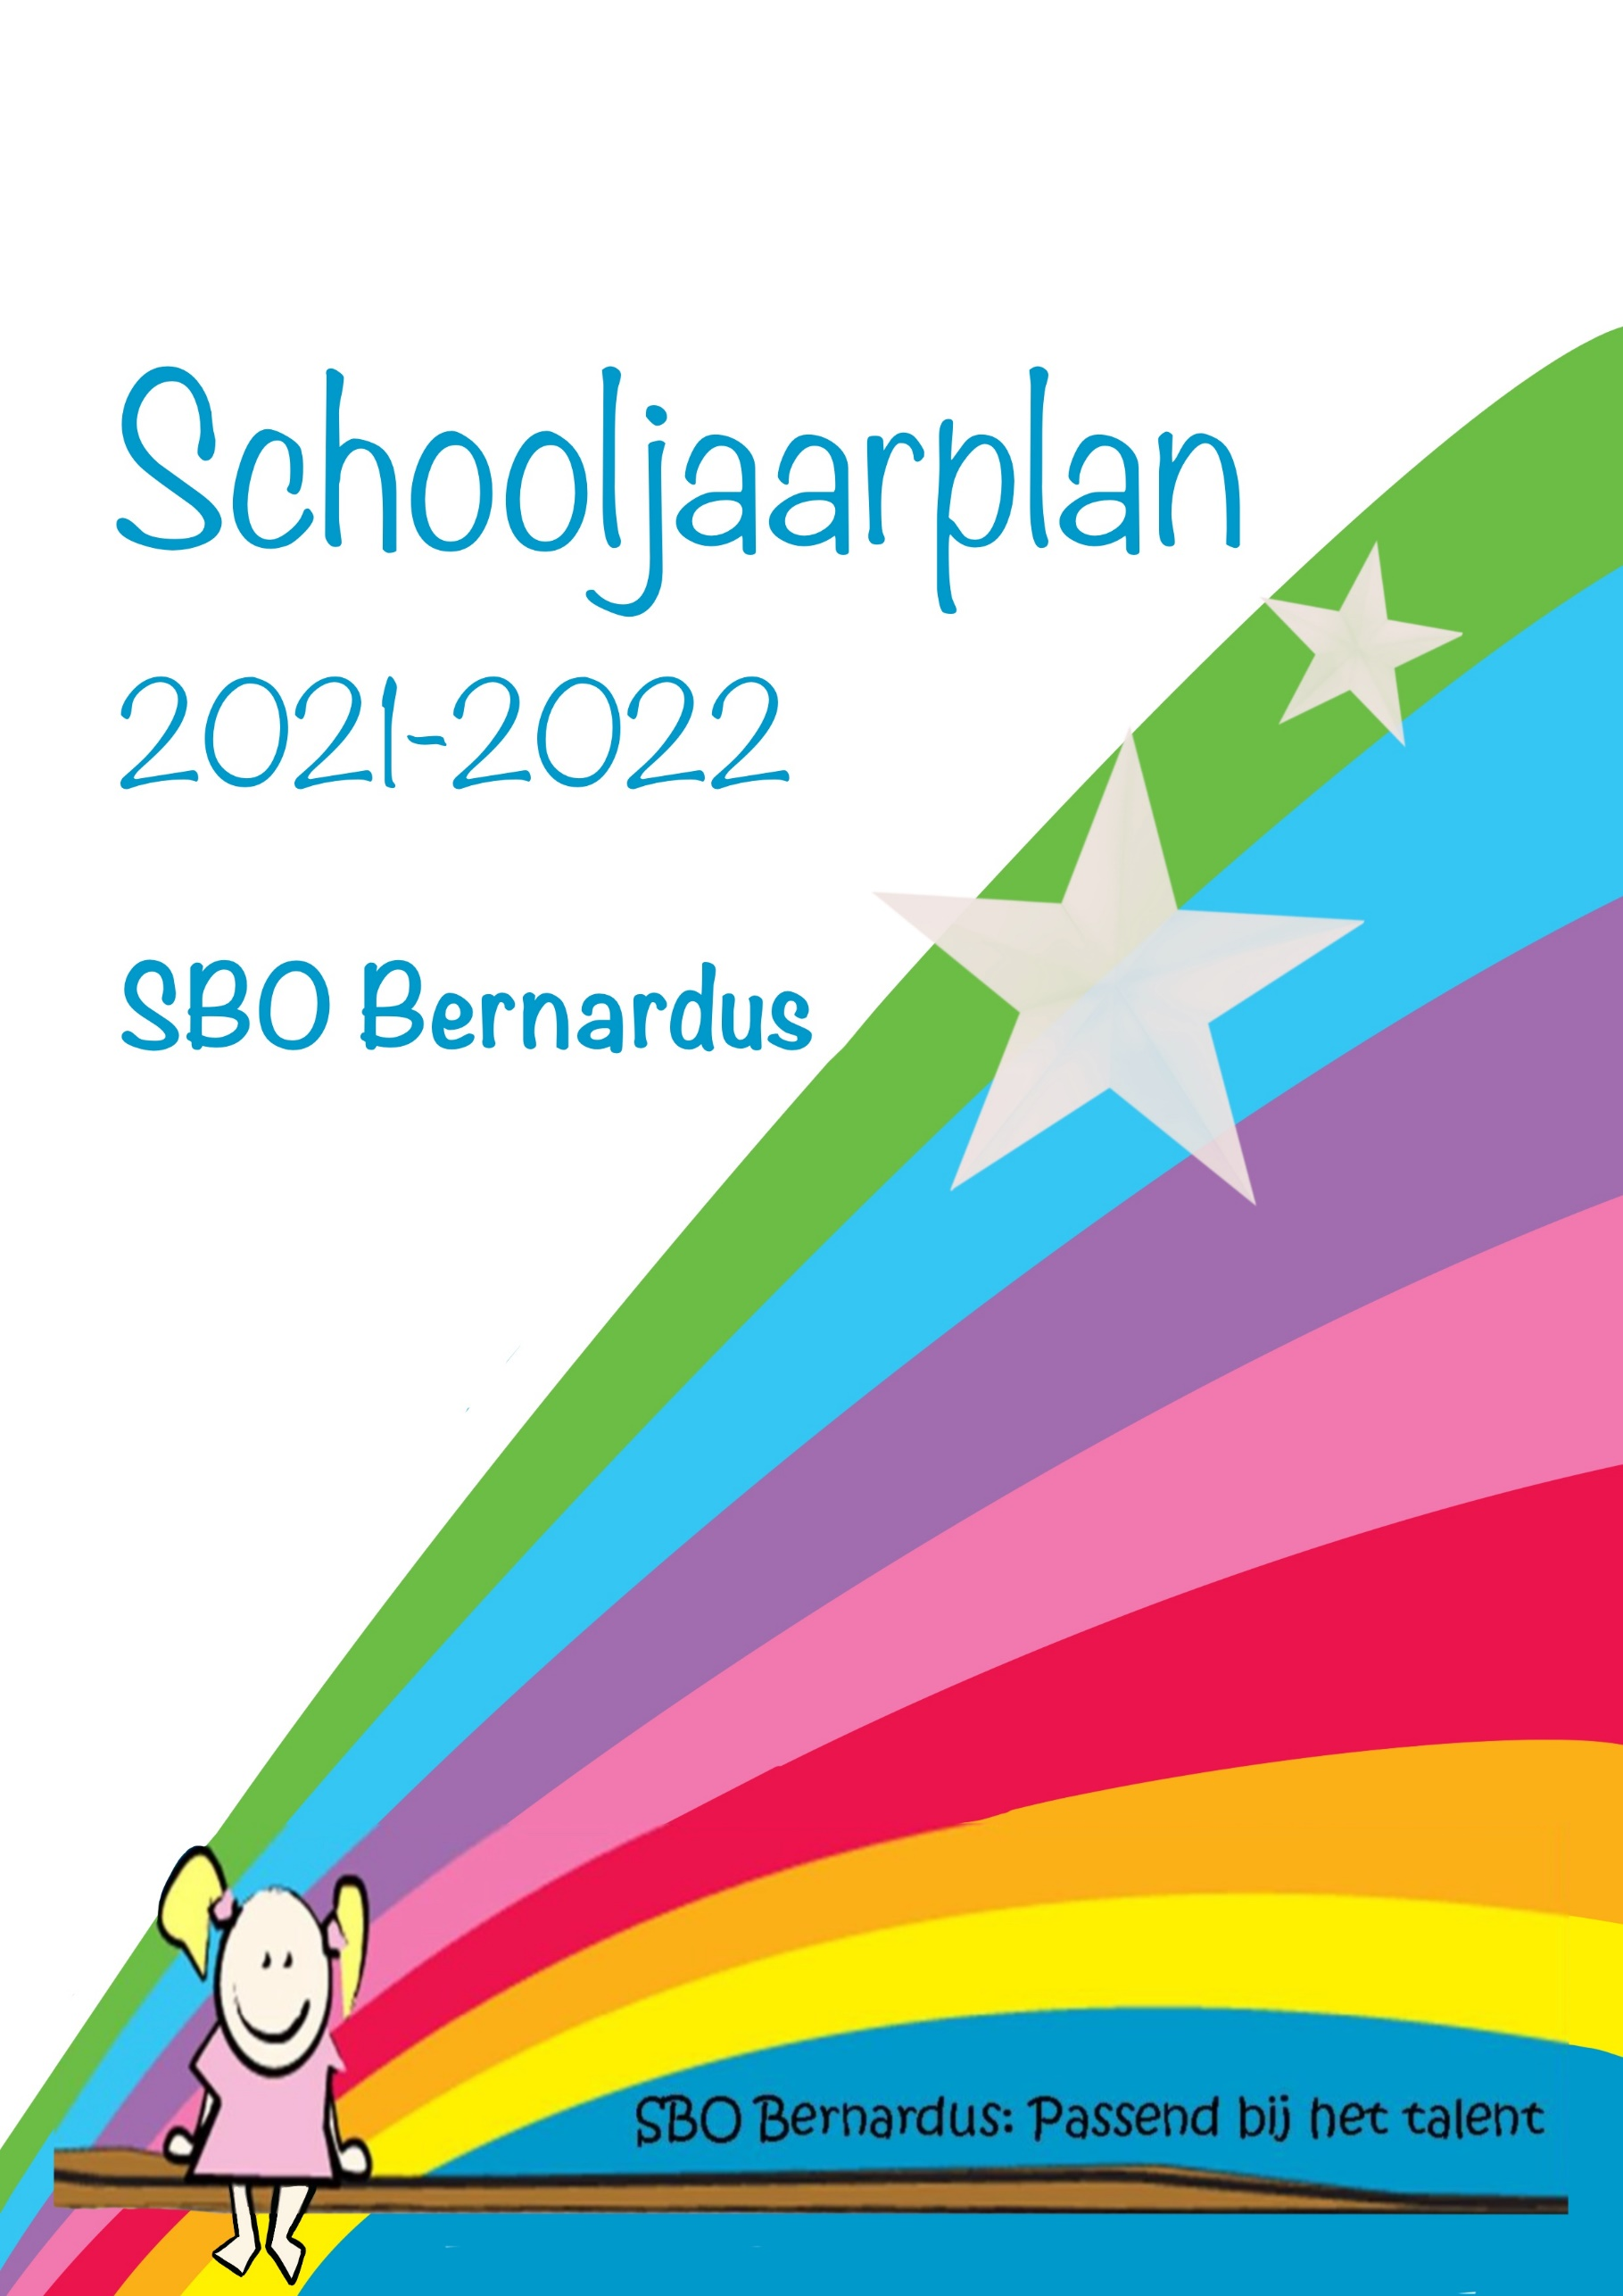 Schooljaarplan
2021-2022
SBO Bernardus
SBO Bernardus: Passend bij het talent